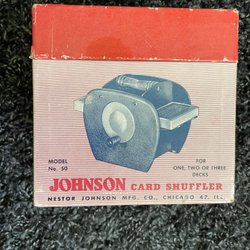 MODEL
No. 50
FOR
ONE, TWO OR THREE
DECKS
JOHNSON CARD SHUFFLER
NESTOR JOHNSON MFG. CO., CHICAGO 47, ILL.